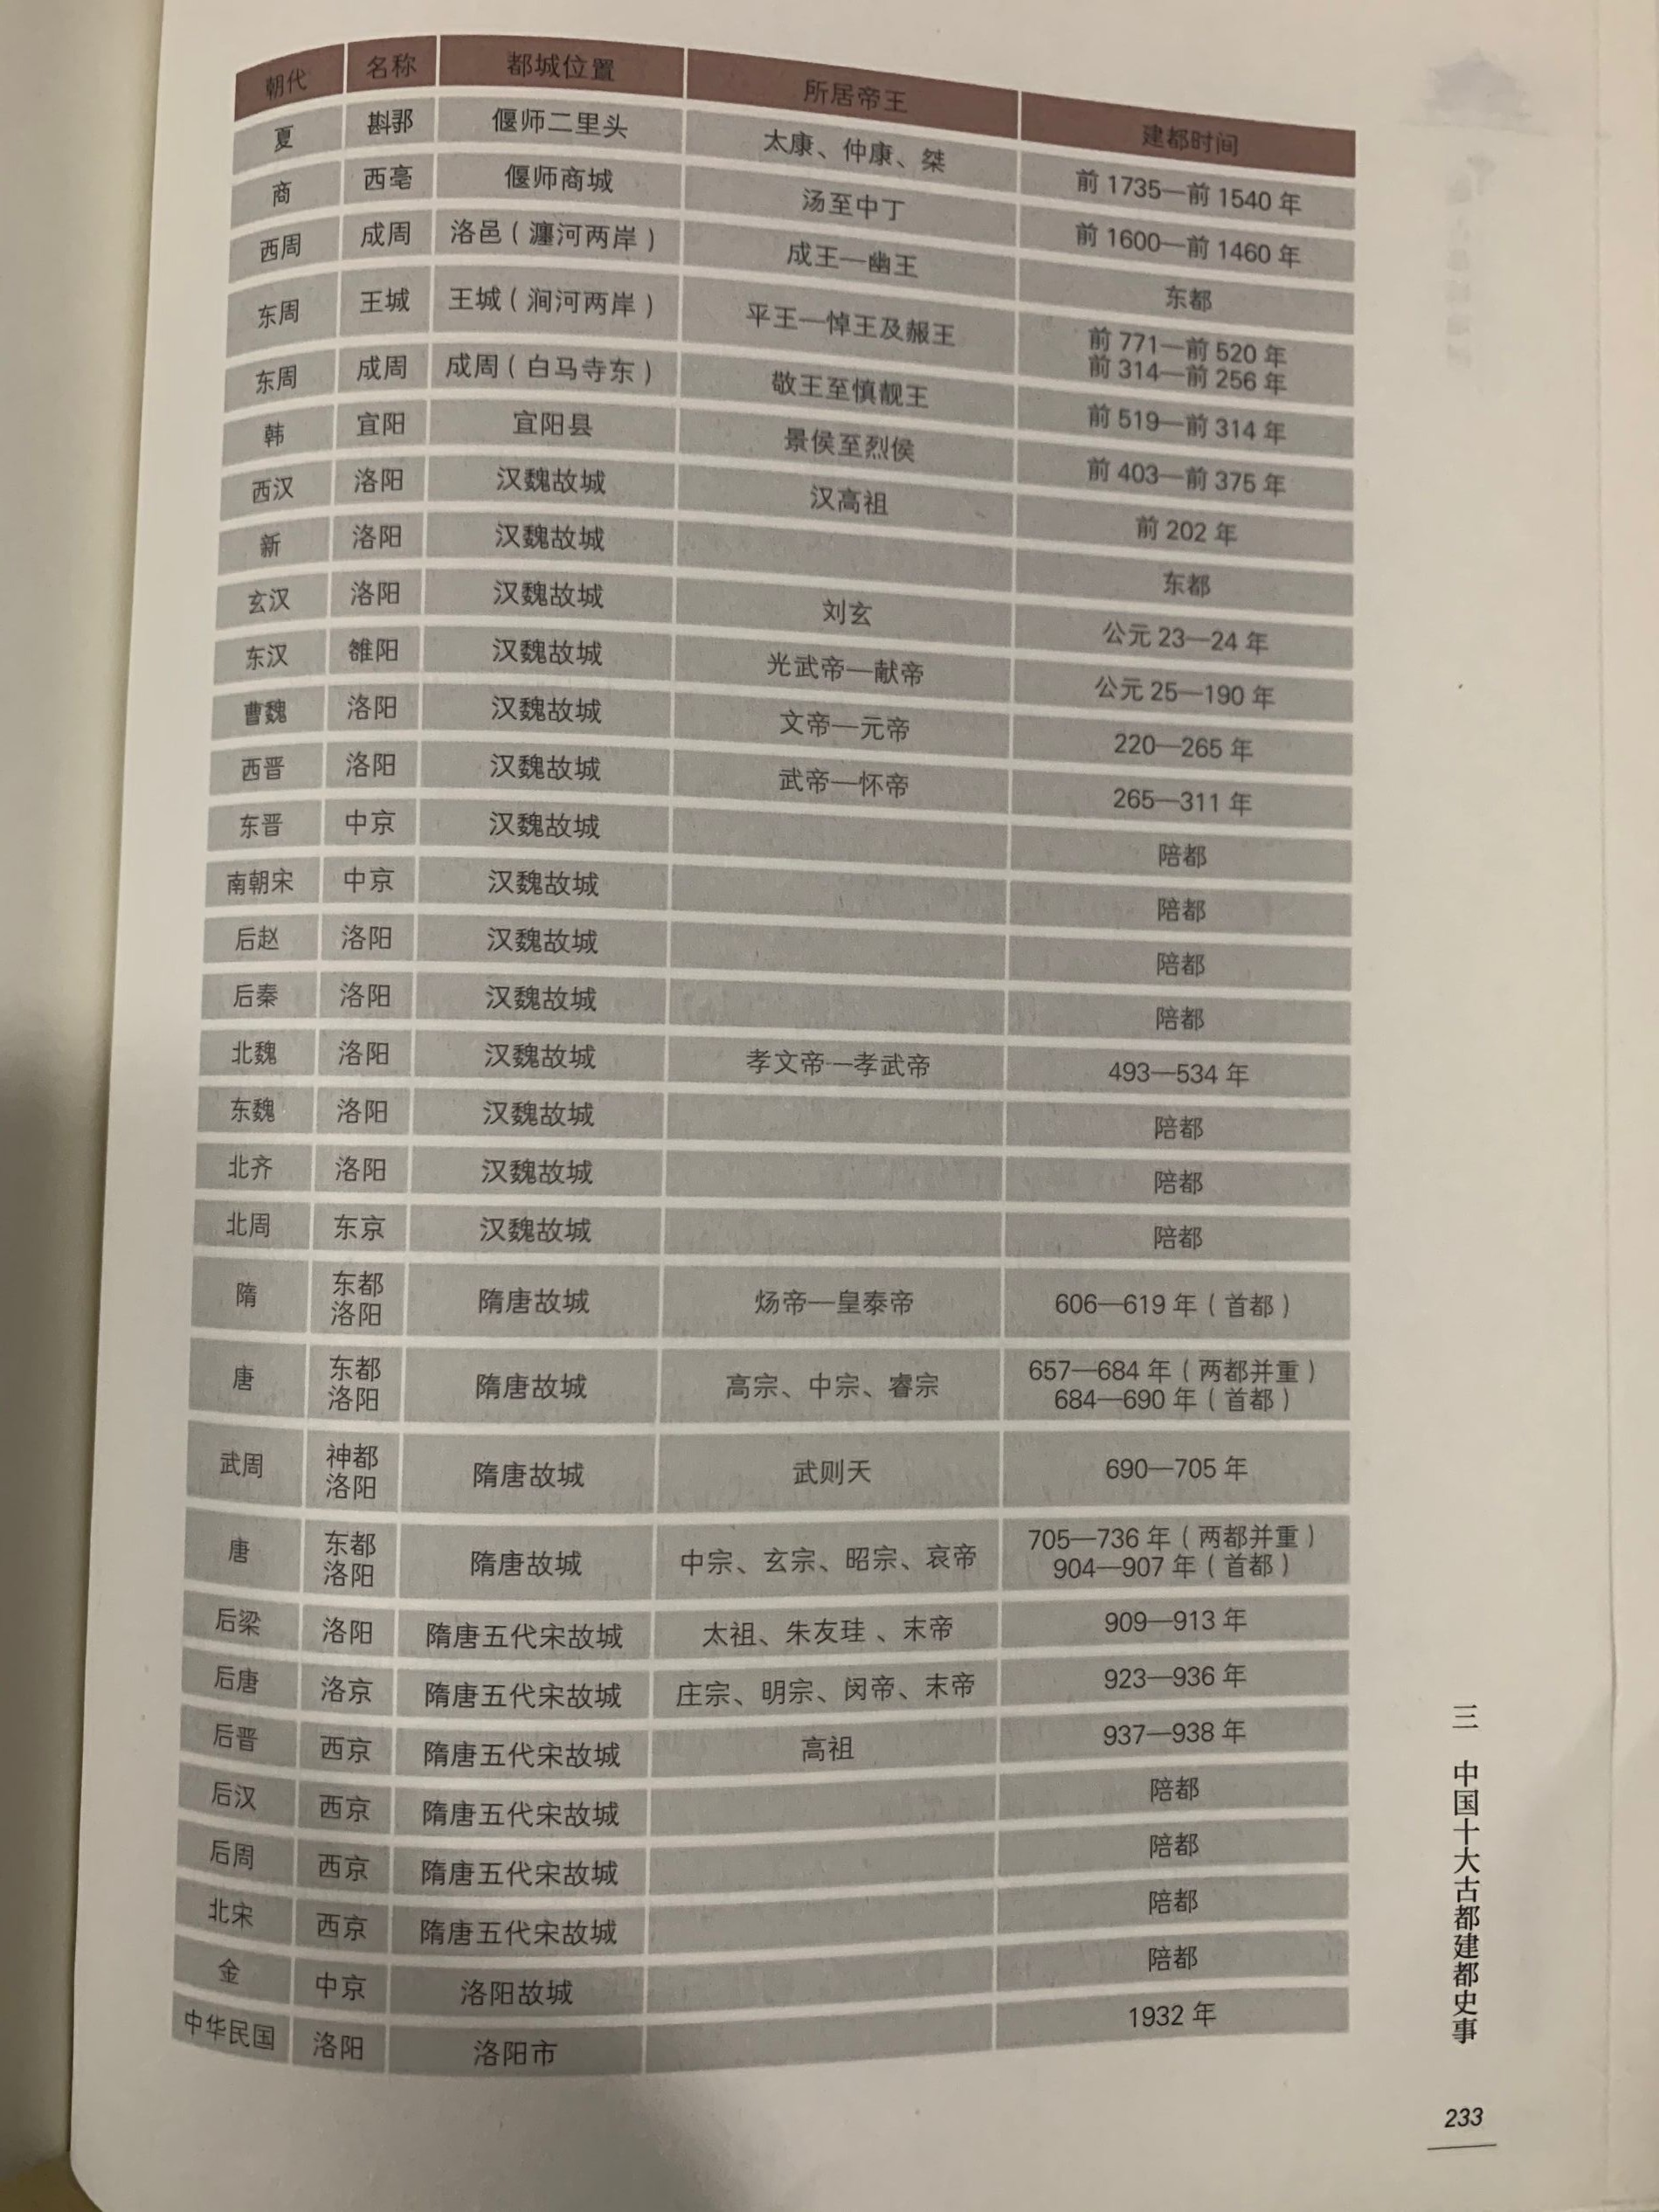 朝代 名称 都城位置 所居帝王 建都时间
夏 斟鄩 偃师二里头 太康、仲康、桀 前1735—前1540年
商 西亳 偃师商城 汤至中丁 前1600—前1460年
西周 成周 洛邑（瀍河两岸） 成王—幽王 东都
东周 王城 王城（涧河两岸） 平王—悼王及赧王 前771—前520年
前314—前256年
东周 成周 成周（白马寺东） 敬王至慎靓王 前519—前314年
韩 宜阳 宜阳县 景侯至烈侯 前403—前375年
西汉 洛阳 汉魏故城 汉高祖 前202年
新 洛阳 汉魏故城 东都
玄汉 洛阳 汉魏故城 刘玄 公元23—24年
东汉 雒阳 汉魏故城 光武帝—献帝 公元25—190年
曹魏 洛阳 汉魏故城 文帝—元帝 220—265年
西晋 洛阳 汉魏故城 武帝—怀帝 265—311年
东晋 中京 汉魏故城 陪都
南朝宋 中京 汉魏故城 陪都
后赵 洛阳 汉魏故城 陪都
后秦 洛阳 汉魏故城 陪都
北魏 洛阳 汉魏故城 孝文帝—孝武帝 493—534年
东魏 洛阳 汉魏故城 陪都
北齐 洛阳 汉魏故城 陪都
北周 东京 汉魏故城 陪都
隋 东都 隋唐故城 炀帝—皇泰帝 606—619年（首都）
洛阳
唐 东都 隋唐故城 高宗、中宗、睿宗 657—684年（两都并重）
洛阳 684—690年（首都）
武周 神都 隋唐故城 武则天 690—705年
洛阳
唐 东都 隋唐故城 中宗、玄宗、昭宗、哀帝 705—736年（两都并重）
洛阳 904—907年（首都）
后梁 洛阳 隋唐五代宋故城 太祖、朱友珪、末帝 909—913年
后唐 洛京 隋唐五代宋故城 庄宗、明宗、闵帝、末帝 923—936年
后晋 西京 隋唐五代宋故城 高祖 937—938年
后汉 西京 隋唐五代宋故城 陪都
后周 西京 隋唐五代宋故城 陪都
北宋 西京 隋唐五代宋故城 陪都
金 中京 洛阳故城 陪都
中华民国 洛阳 洛阳市 1932年
三 中国十大古都建都史事
233